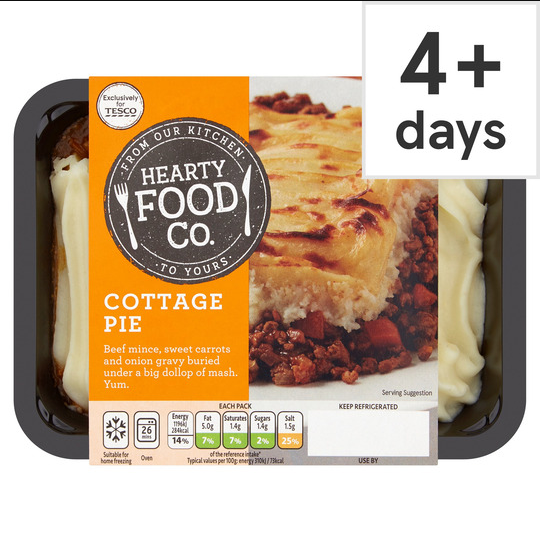 4+
days
Exclusively
for
TESCO
· FROM OUR KITCHEN ·
HEARTY
FOOD
CO.
· TO YOURS ·
COTTAGE
PIE
Beef mince, sweet carrots
and onion gravy buried
under a big dollop of mash.
Yum.
Serving Suggestion
EACH PACK
KEEP REFRIGERATED
26
mins
Energy
1196kJ
284kcal
14%
Fat
5.0g
7%
Saturates
1.4g
7%
Sugars
1.4g
2%
Salt
1.5g
25%
Suitable for
home freezing
Oven
of the reference intake*
Typical values per 100g: energy 310kJ / 73kcal
USE BY